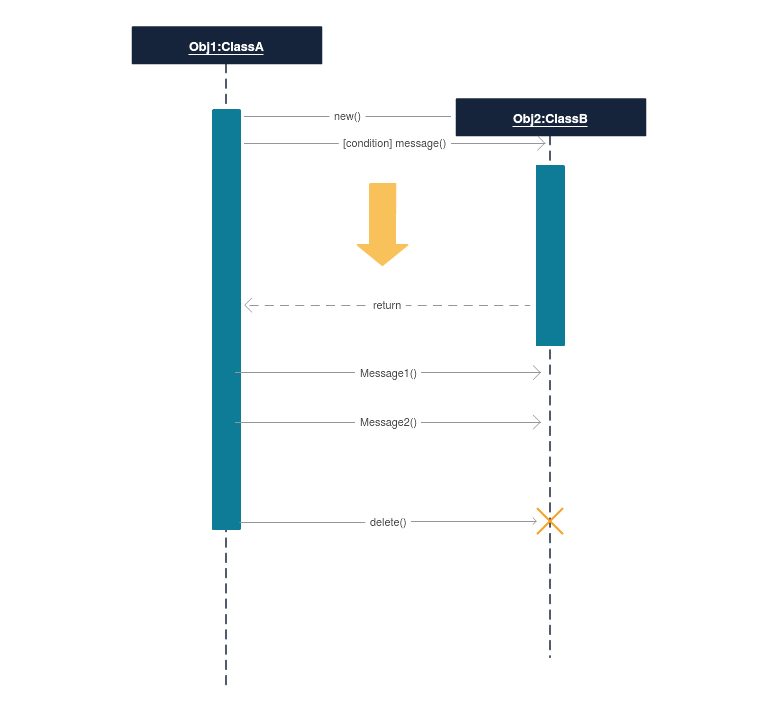 Obj1:ClassA
new()
Obj2:ClassB
[condition] message()
return
Message1()
Message2()
delete()